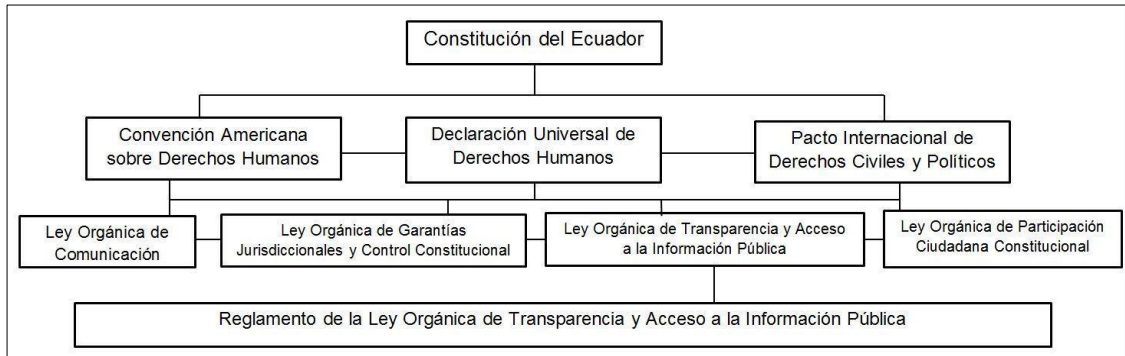 Constitución del Ecuador
Convención Americana
sobre Derechos Humanos
Declaración Universal de
Derechos Humanos
Pacto Internacional de
Derechos Civiles y Políticos
Ley Orgánica de
Comunicación
Ley Orgánica de Garantías
Jurisdiccionales y Control Constitucional
Ley Orgánica de Transparencia y Acceso
a la Información Pública
Ley Orgánica de Participación
Ciudadana Constitucional
Reglamento de la Ley Orgánica de Transparencia y Acceso a la Información Pública